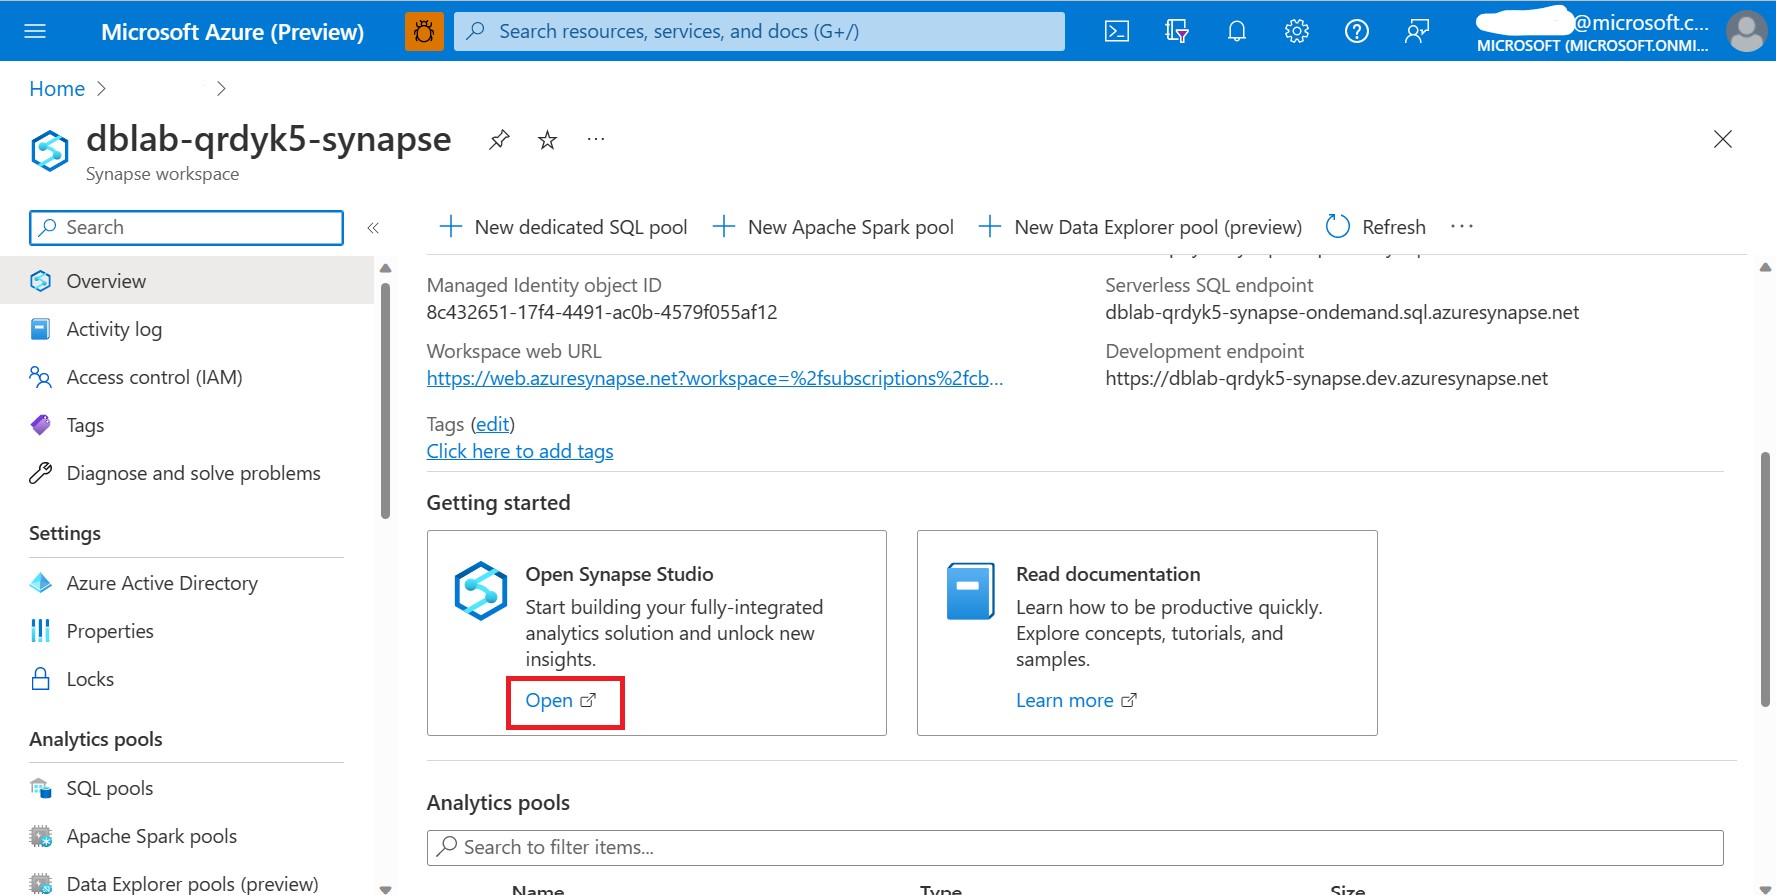 Microsoft Azure (Preview)
Search resources, services, and docs (G+/)
@microsoft.c...
MICROSOFT (MICROSOFT.ONMI...
Home
dblab-qrdyk5-synapse
Synapse workspace
Search
Overview
Activity log
Access control (IAM)
Tags
Diagnose and solve problems
Settings
Azure Active Directory
Properties
Locks
Analytics pools
SQL pools
Apache Spark pools
Data Explorer pools (preview)
New dedicated SQL pool
New Apache Spark pool
New Data Explorer pool (preview)
Refresh
Managed Identity object ID
8c432651-17f4-4491-ac0b-4579f055af12
Workspace web URL
https://web.azuresynapse.net?workspace=%2fsubscriptions%2fcb...
Tags (edit)
Click here to add tags
Serverless SQL endpoint
dblab-qrdyk5-synapse-ondemand.sql.azuresynapse.net
Development endpoint
https://dblab-qrdyk5-synapse.dev.azuresynapse.net
Getting started
Open Synapse Studio
Start building your fully-integrated
analytics solution and unlock new
insights.
Open
Read documentation
Learn how to be productive quickly.
Explore concepts, tutorials, and
samples.
Learn more
Analytics pools
Search to filter items...
Name
Type
Size